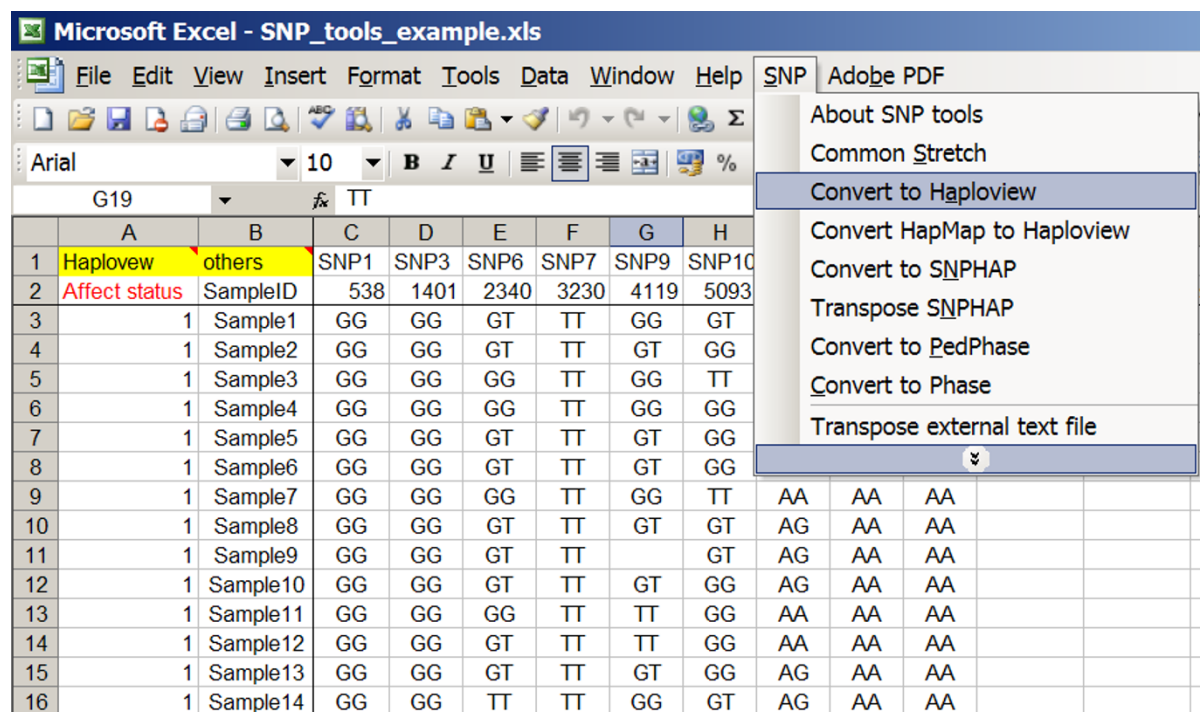 Microsoft Excel - SNP_tools_example.xls
File Edit View Insert Format Tools Data Window Help SNP Adobe PDF
ABC Σ
Arial 10 B I U a %
G19 fx TT
About SNP tools
Common Stretch
Convert to Haploview
Convert HapMap to Haploview
Convert to SNPHAP
Transpose SNPHAP
Convert to PedPhase
Convert to Phase
Transpose external text file
A B C D E F G H
1 Haplovew others SNP1 SNP3 SNP6 SNP7 SNP9 SNP10
2 Affect status SampleID 538 1401 2340 3230 4119 5093
3 1 Sample1 GG GG GT TT GG GT
4 1 Sample2 GG GG GT TT GT GG
5 1 Sample3 GG GG GG TT GG TT
6 1 Sample4 GG GG GG TT GG GG
7 1 Sample5 GG GG GT TT GT GG
8 1 Sample6 GG GG GT TT GT GG
9 1 Sample7 GG GG GG TT GG TT AA AA AA
10 1 Sample8 GG GG GT TT GT GT AG AA AA
11 1 Sample9 GG GG GT TT GT AG AA AA
12 1 Sample10 GG GG GT TT GT GG AG AA AA
13 1 Sample11 GG GG GG TT TT GG AA AA AA
14 1 Sample12 GG GG GT TT TT GG AA AA AA
15 1 Sample13 GG GG GT TT GT GG AG AA AA
16 1 Sample14 GG GG TT TT GG GT AG AA AA